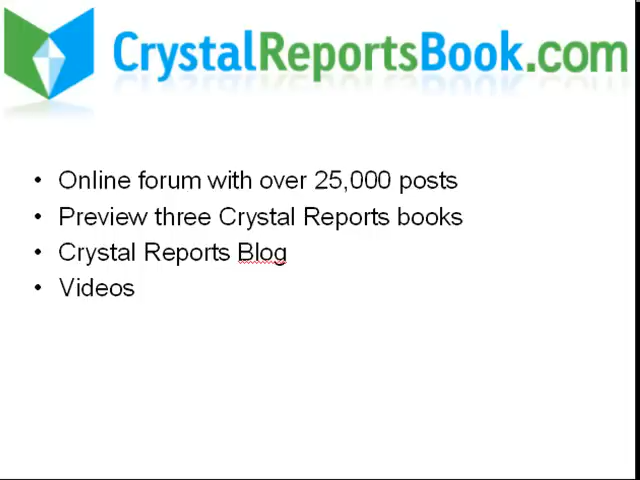 CrystalReportsBook.com
• Online forum with over 25,000 posts
• Preview three Crystal Reports books
• Crystal Reports Blog
• Videos